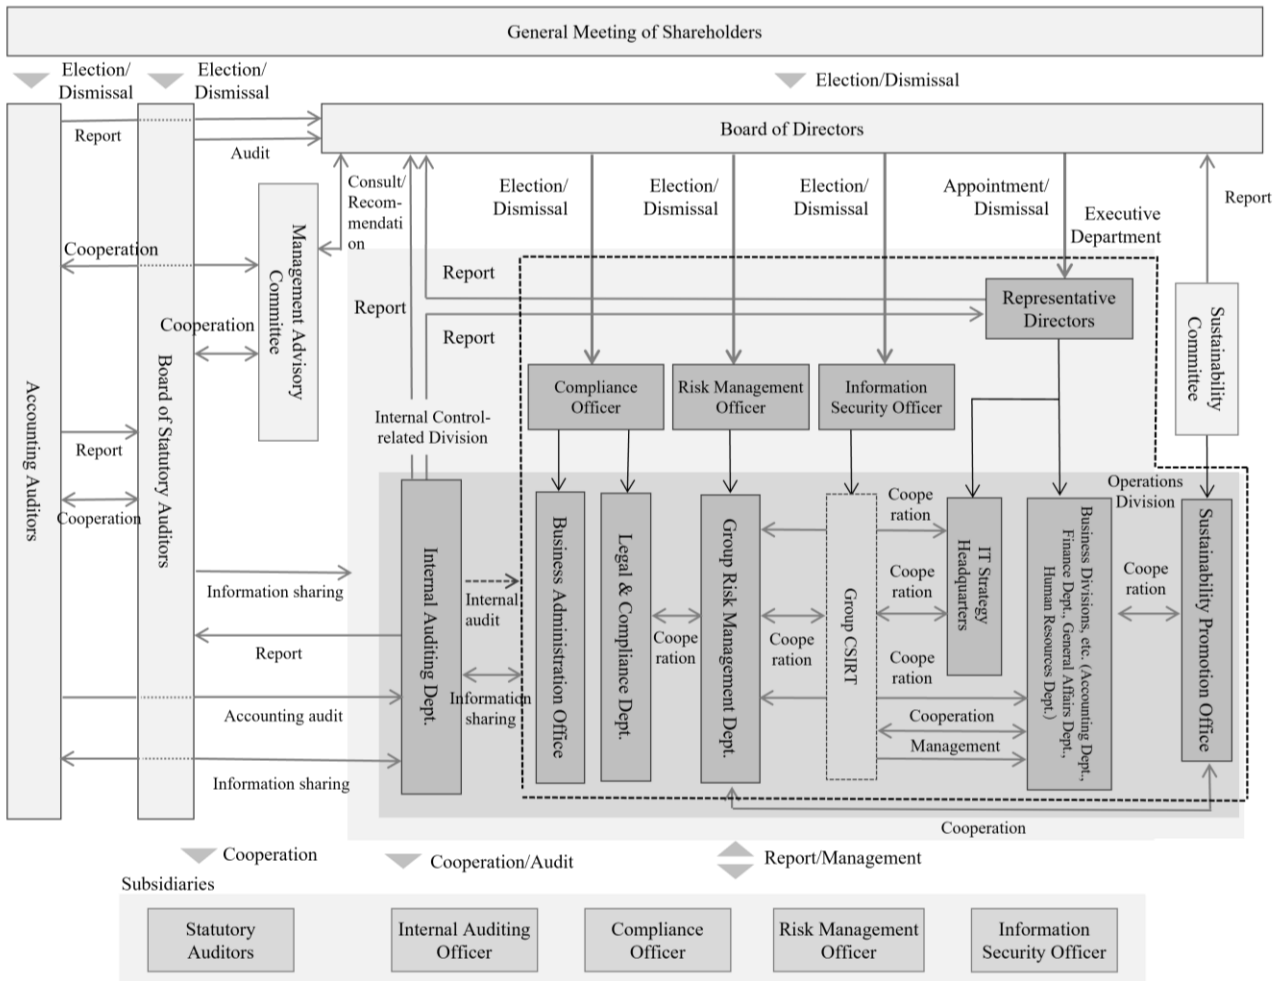 General Meeting of Shareholders
Election/
Dismissal
Election/
Dismissal
Election/Dismissal
Report
Audit
Board of Directors
Consult/
Recom-
mendati
on
Election/
Dismissal
Election/
Dismissal
Election/
Dismissal
Appointment/
Dismissal
Executive
Department
Report
Cooperation
Management Advisory
Committee
Cooperation
Report
Report
Report
Representative
Directors
Sustainability
Committee
Accounting Auditors
Board of Statutory Auditors
Compliance
Officer
Risk Management
Officer
Information
Security Officer
Internal Control-
related Division
Report
Cooperation
Operations
Division
Internal Auditing
Dept.
Business Administration Office
Legal & Compliance Dept.
Group Risk Management Dept.
Group CSIRT
IT Strategy
Headquarters
Business Divisions, etc. (Accounting Dept.,
Finance Dept., General Affairs Dept.,
Human Resources Dept.)
Sustainability Promotion Office
Coope
ration
Coope
ration
Coope
ration
Coope
ration
Coope
ration
Coope
ration
Cooperation
Management
Information sharing
Internal
audit
Report
Information
sharing
Accounting audit
Information sharing
Cooperation
Cooperation
Cooperation/Audit
Report/Management
Subsidiaries
Statutory
Auditors
Internal Auditing
Officer
Compliance
Officer
Risk Management
Officer
Information
Security Officer